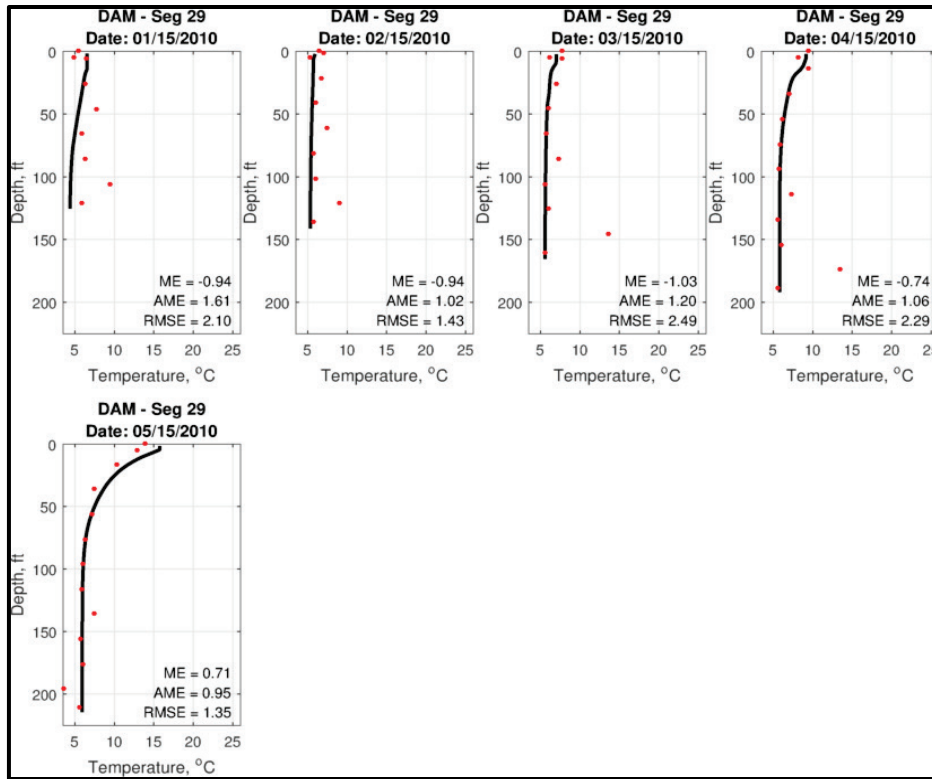 DAM - Seg 29
Date: 01/15/2010
0
50
100
150
200
Depth, ft
ME = -0.94
AME = 1.61
RMSE = 2.10
5 10 15 20 25
Temperature, °C
DAM - Seg 29
Date: 02/15/2010
0
50
100
150
200
Depth, ft
ME = -0.94
AME = 1.02
RMSE = 1.43
5 10 15 20 25
Temperature, °C
DAM - Seg 29
Date: 03/15/2010
0
50
100
150
200
Depth, ft
ME = -1.03
AME = 1.20
RMSE = 2.49
5 10 15 20 25
Temperature, °C
DAM - Seg 29
Date: 04/15/2010
0
50
100
150
200
Depth, ft
ME = -0.74
AME = 1.06
RMSE = 2.29
5 10 15 20 25
Temperature, °C
DAM - Seg 29
Date: 05/15/2010
0
50
100
150
200
Depth, ft
ME = 0.71
AME = 0.95
RMSE = 1.35
5 10 15 20 25
Temperature, °C